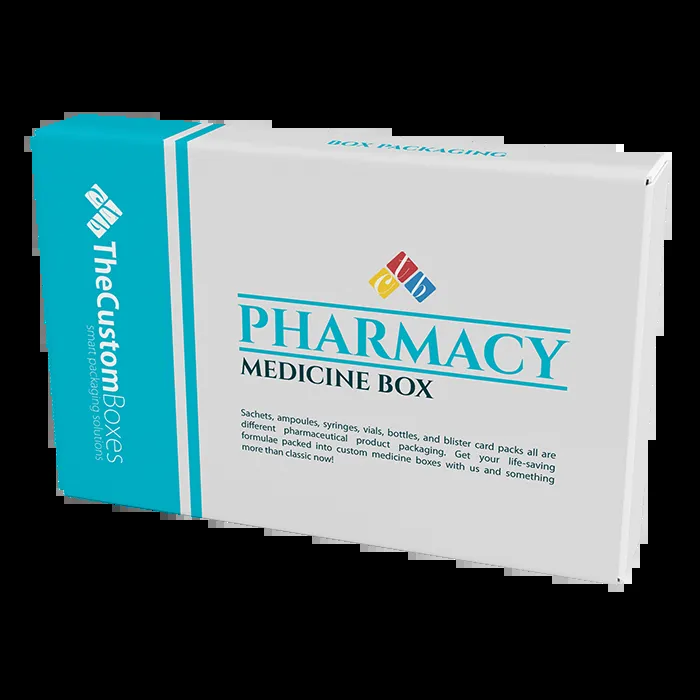 BOX PACKAGING
TheCustomBoxes
smart packaging solutions
PHARMACY
MEDICINE BOX
Sachets, ampoules, syringes, vials, bottles, and blister card packs all are
different pharmaceutical product packaging. Get your life-saving
formulae packed into custom medicine boxes with us and something
more than classic now!